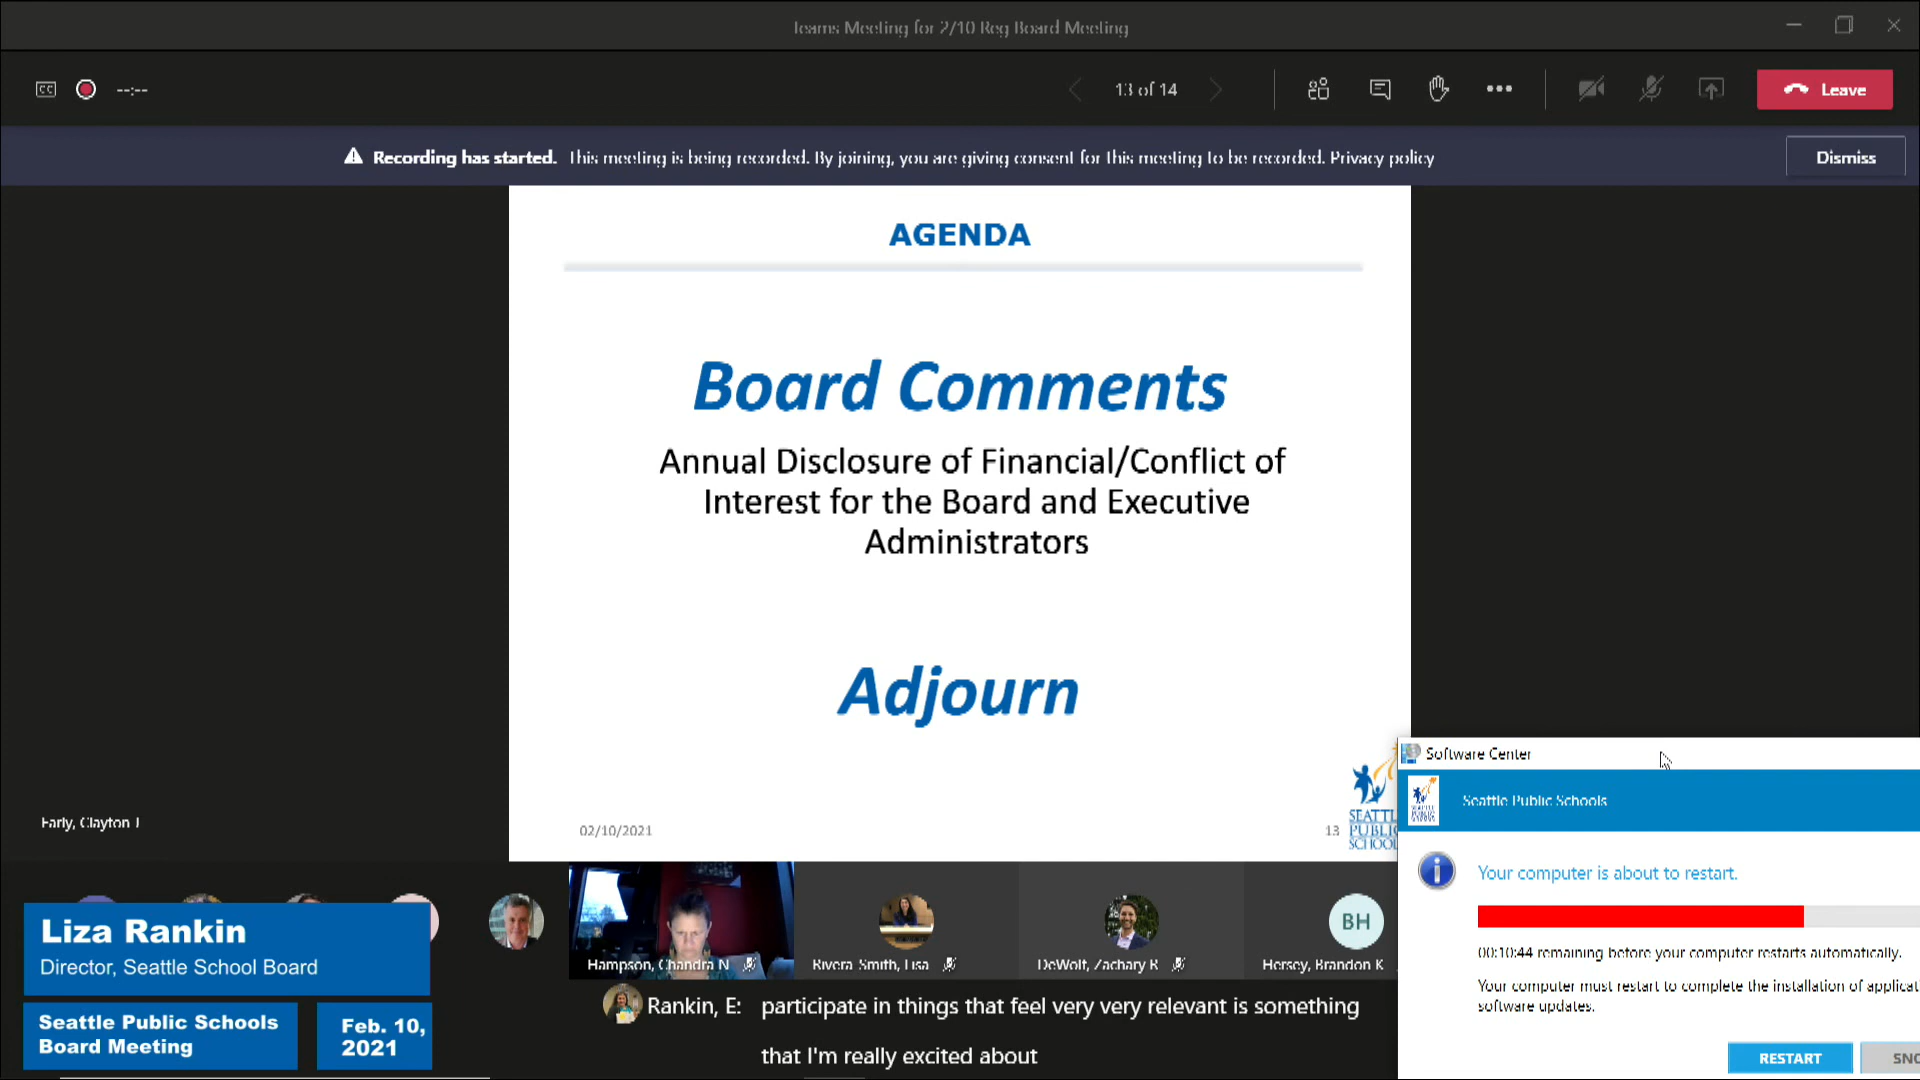 Teams Meeting for 2/10 Reg Board Meeting
CC
--:--
13 of 14
Leave
Recording has started. This meeting is being recorded. By joining, you are giving consent for this meeting to be recorded. Privacy policy
Dismiss
AGENDA
Board Comments
Annual Disclosure of Financial/Conflict of
Interest for the Board and Executive
Administrators
Adjourn
02/10/2021
13
SEATTL
PUBLIC
SCHOOL
Early, Clayton J
Software Center
Seattle Public Schools
Your computer is about to restart.
00:10:44 remaining before your computer restarts automatically.
Your computer must restart to complete the installation of applicati
software updates.
RESTART
SNO
BH
Hampson, Chandra N
Rivera-Smith, Lisa
DeWolf, Zachary R
Hersey, Brandon K
Rankin, E: participate in things that feel very very relevant is something
that I'm really excited about
Liza Rankin
Director, Seattle School Board
Seattle Public Schools
Board Meeting
Feb. 10,
2021